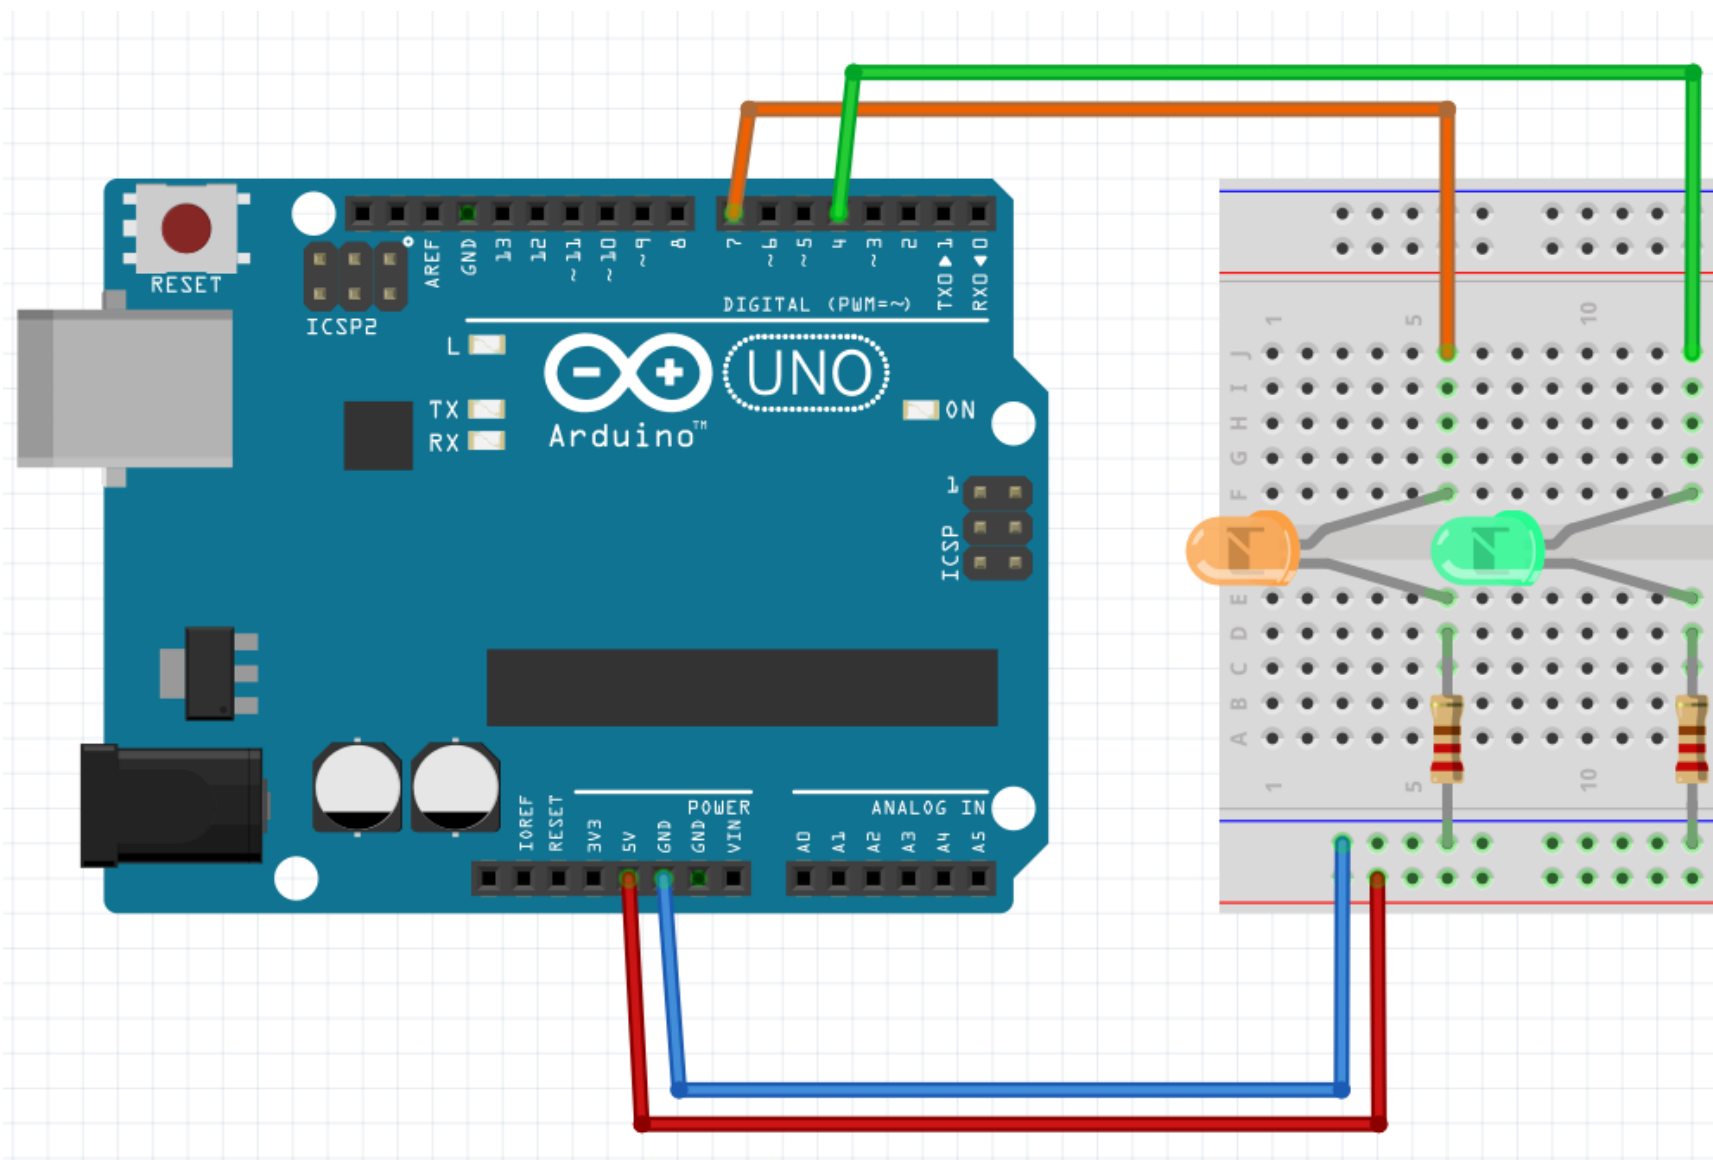 RESET
ICSP2
AREF
GND
13
12
~11
~10
~9
8
7
~6
~5
4
~3
2
TX0▶1
RX0◀0
DIGITAL (PWM=~)
L
TX
RX
UNO
Arduino™
ON
1
ICSP
IOREF
RESET
3V3
5V
GND
GND
VIN
POWER
ANALOG IN
A0
A1
A2
A3
A4
A5
1
5
10
J
I
H
G
F
E
D
C
B
A
1
5
10